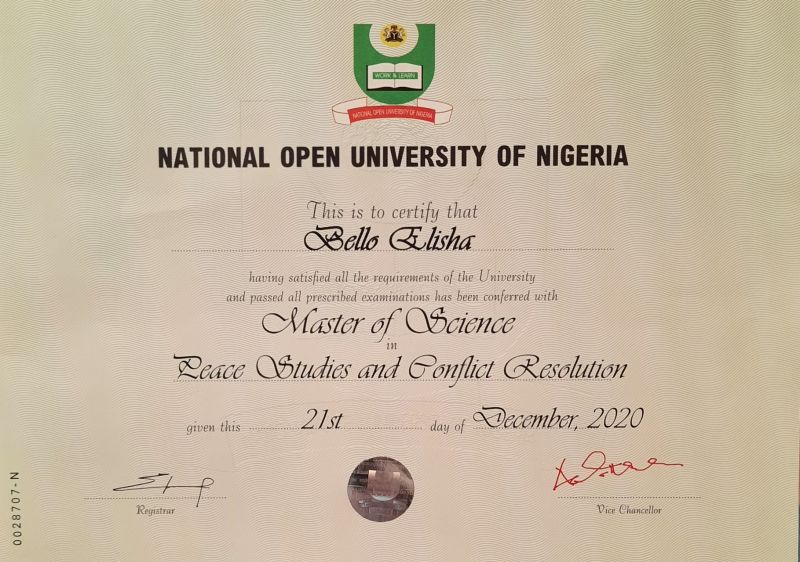 WORK & LEARN
NATIONAL OPEN UNIVERSITY OF NIGERIA
NATIONAL OPEN UNIVERSITY OF NIGERIA
This is to certify that
Bello Elisha
having satisfied all the requirements of the University
and passed all prescribed examinations has been conferred with
Master of Science
in
Peace Studies and Conflict Resolution
given this 21st day of December, 2020
Registrar
Vice Chancellor
0028707-N